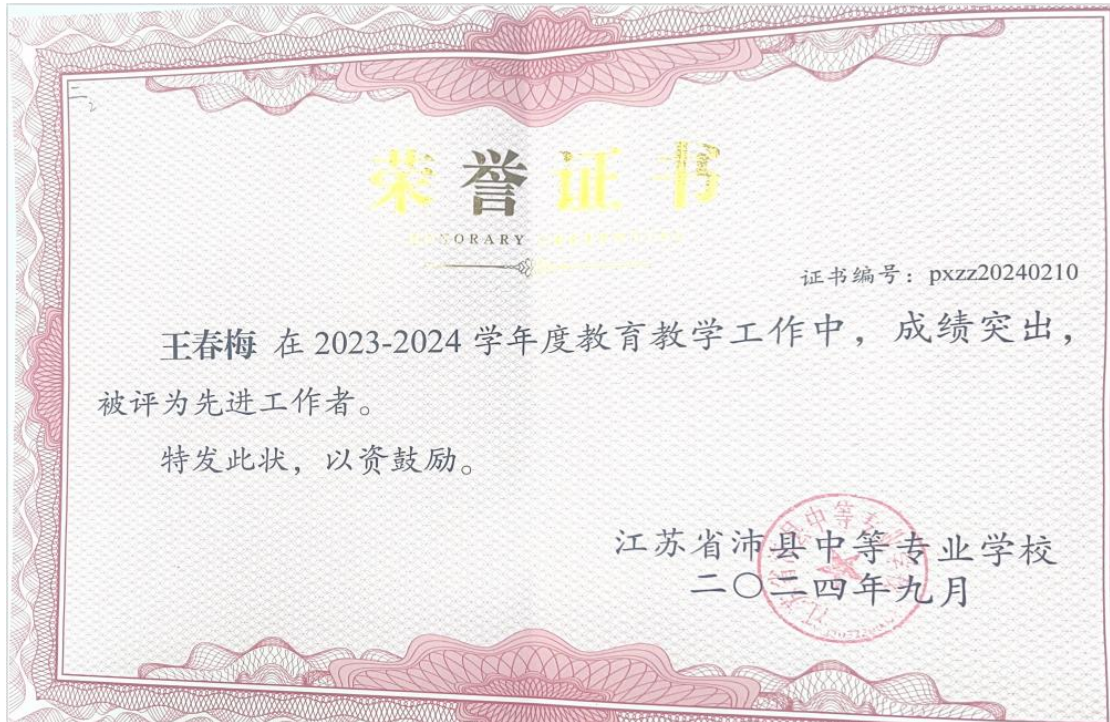 荣誉证书
HONORARY
证书编号：pxzz20240210
王春梅 在 2023-2024 学年度教育教学工作中，成绩突出，
被评为先进工作者。
特发此状，以资鼓励。
江苏省沛县中等专业学校
二〇二四年九月